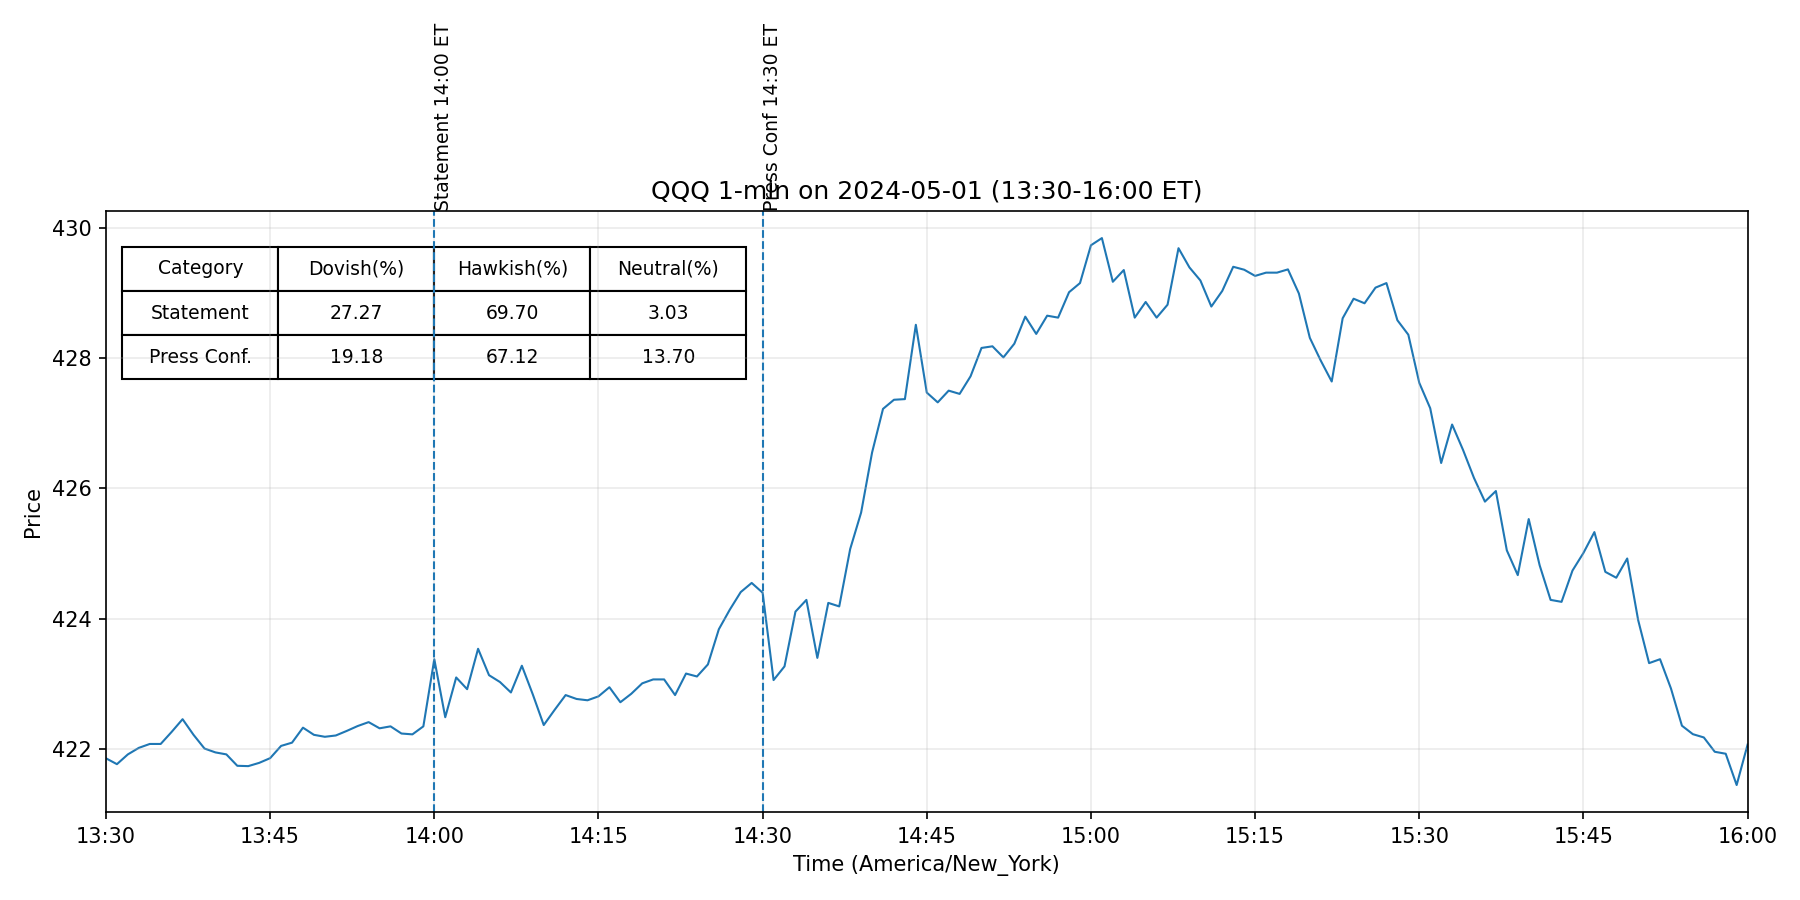 Statement 14:00 ET
Press Conf 14:30 ET
QQQ 1-min on 2024-05-01 (13:30-16:00 ET)
Category Dovish(%) Hawkish(%) Neutral(%)
Statement 27.27 69.70 3.03
Press Conf. 19.18 67.12 13.70
430
428
426
424
422
Price
13:30 13:45 14:00 14:15 14:30 14:45 15:00 15:15 15:30 15:45 16:00
Time (America/New_York)